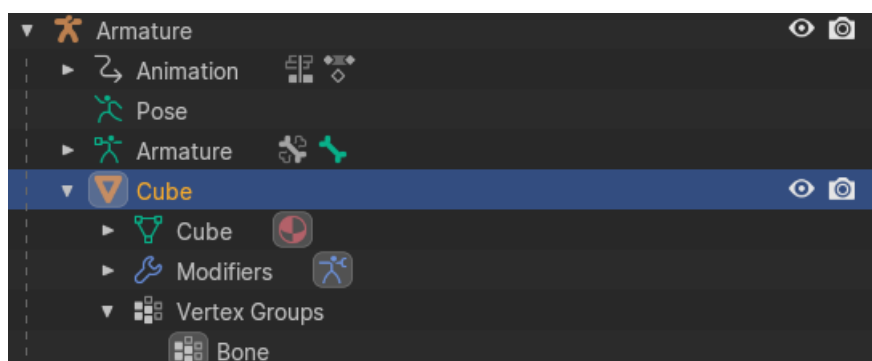 Armature
Animation
Pose
Armature
Cube
Cube
Modifiers
Vertex Groups
Bone